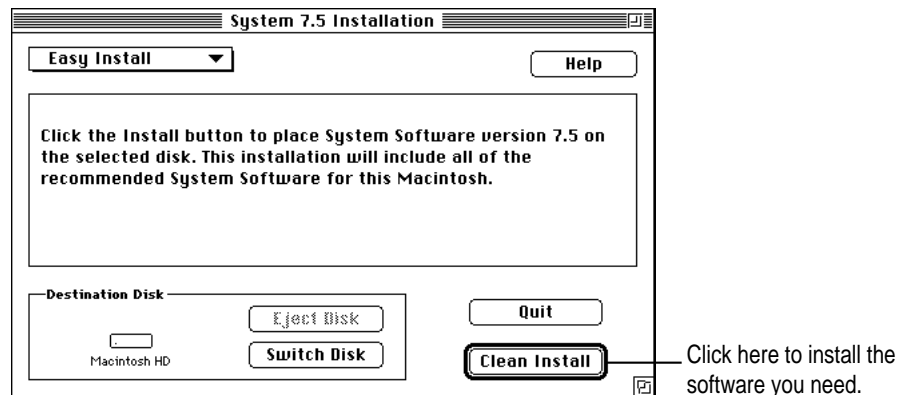 System 7.5 Installation
Easy Install
Help
Click the Install button to place System Software version 7.5 on
the selected disk. This installation will include all of the
recommended System Software for this Macintosh.
Destination Disk
Eject Disk
Quit
Macintosh HD
Switch Disk
Clean Install
Click here to install the
software you need.